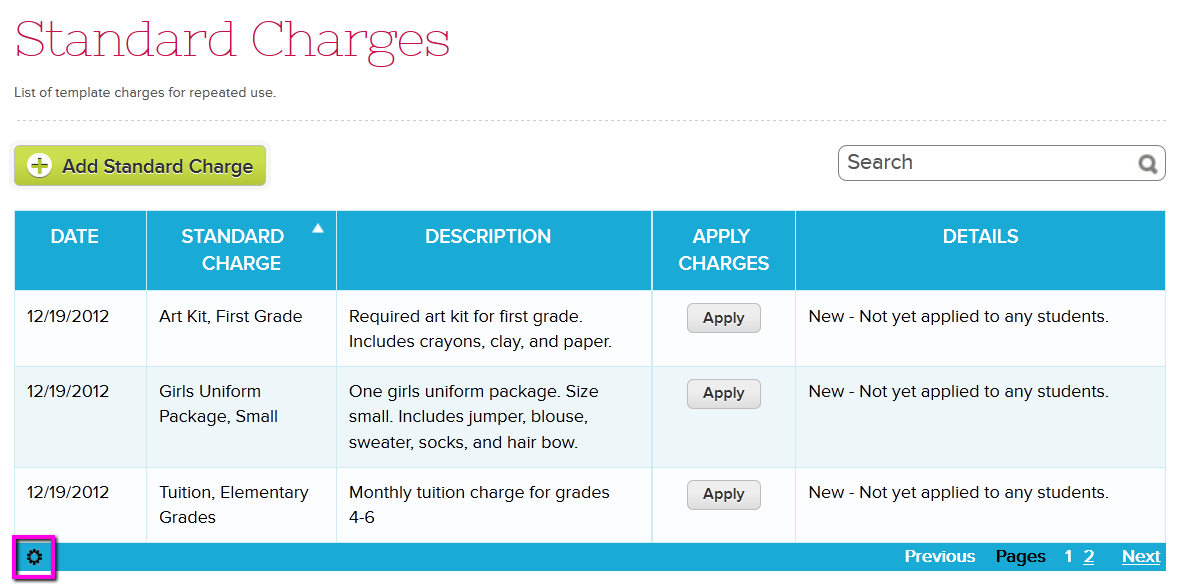 Standard Charges
List of template charges for repeated use.
Add Standard Charge
Search
DATE
STANDARD
CHARGE
DESCRIPTION
APPLY
CHARGES
DETAILS
12/19/2012
Art Kit, First Grade
Required art kit for first grade.
Includes crayons, clay, and paper.
Apply
New - Not yet applied to any students.
12/19/2012
Girls Uniform
Package, Small
One girls uniform package. Size
small. Includes jumper, blouse,
sweater, socks, and hair bow.
Apply
New - Not yet applied to any students.
12/19/2012
Tuition, Elementary
Grades
Monthly tuition charge for grades
4-6
Apply
New - Not yet applied to any students.
Previous Pages 1 2 Next